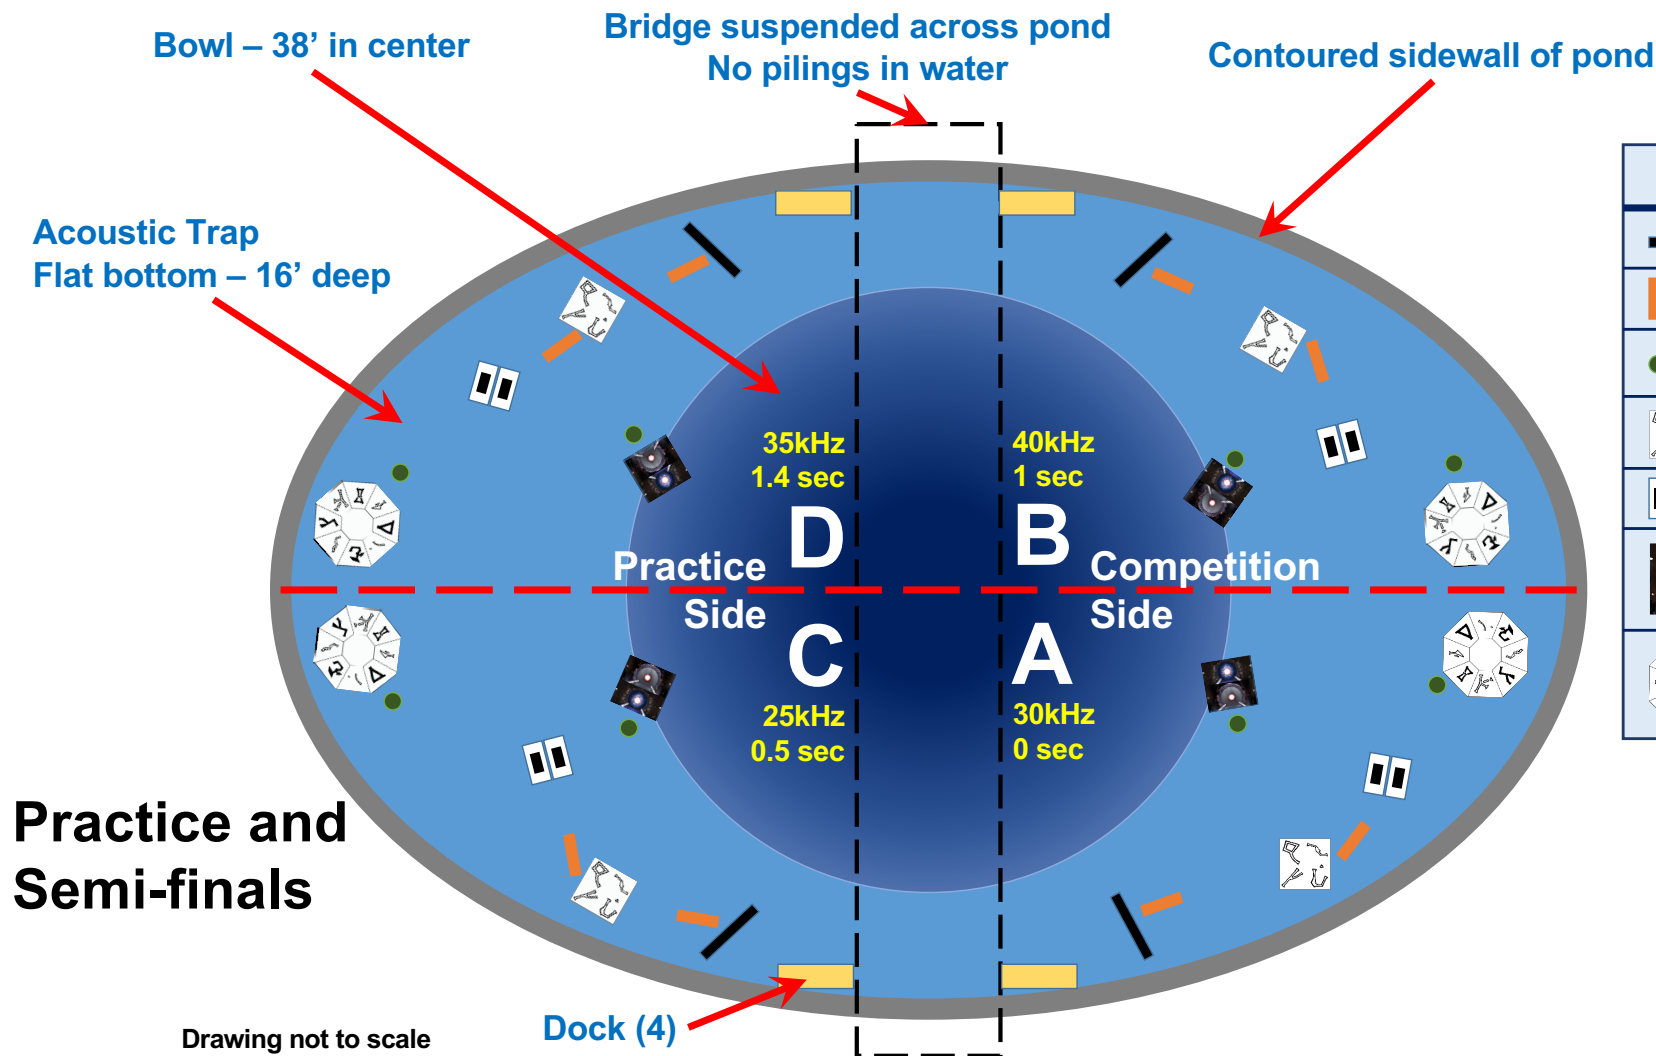 Bowl – 38’ in center
Bridge suspended across pond
No pilings in water
Contoured sidewall of pond
Acoustic Trap
Flat bottom – 16’ deep
35kHz
1.4 sec
D
40kHz
1 sec
B
Practice
Side
Competition
Side
C
25kHz
0.5 sec
A
30kHz
0 sec
Practice and
Semi-finals
Dock (4)
Drawing not to scale